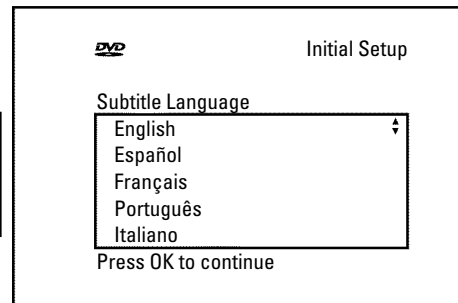 DVD
Initial Setup
Subtitle Language
English
Español
Français
Português
Italiano
Press OK to continue